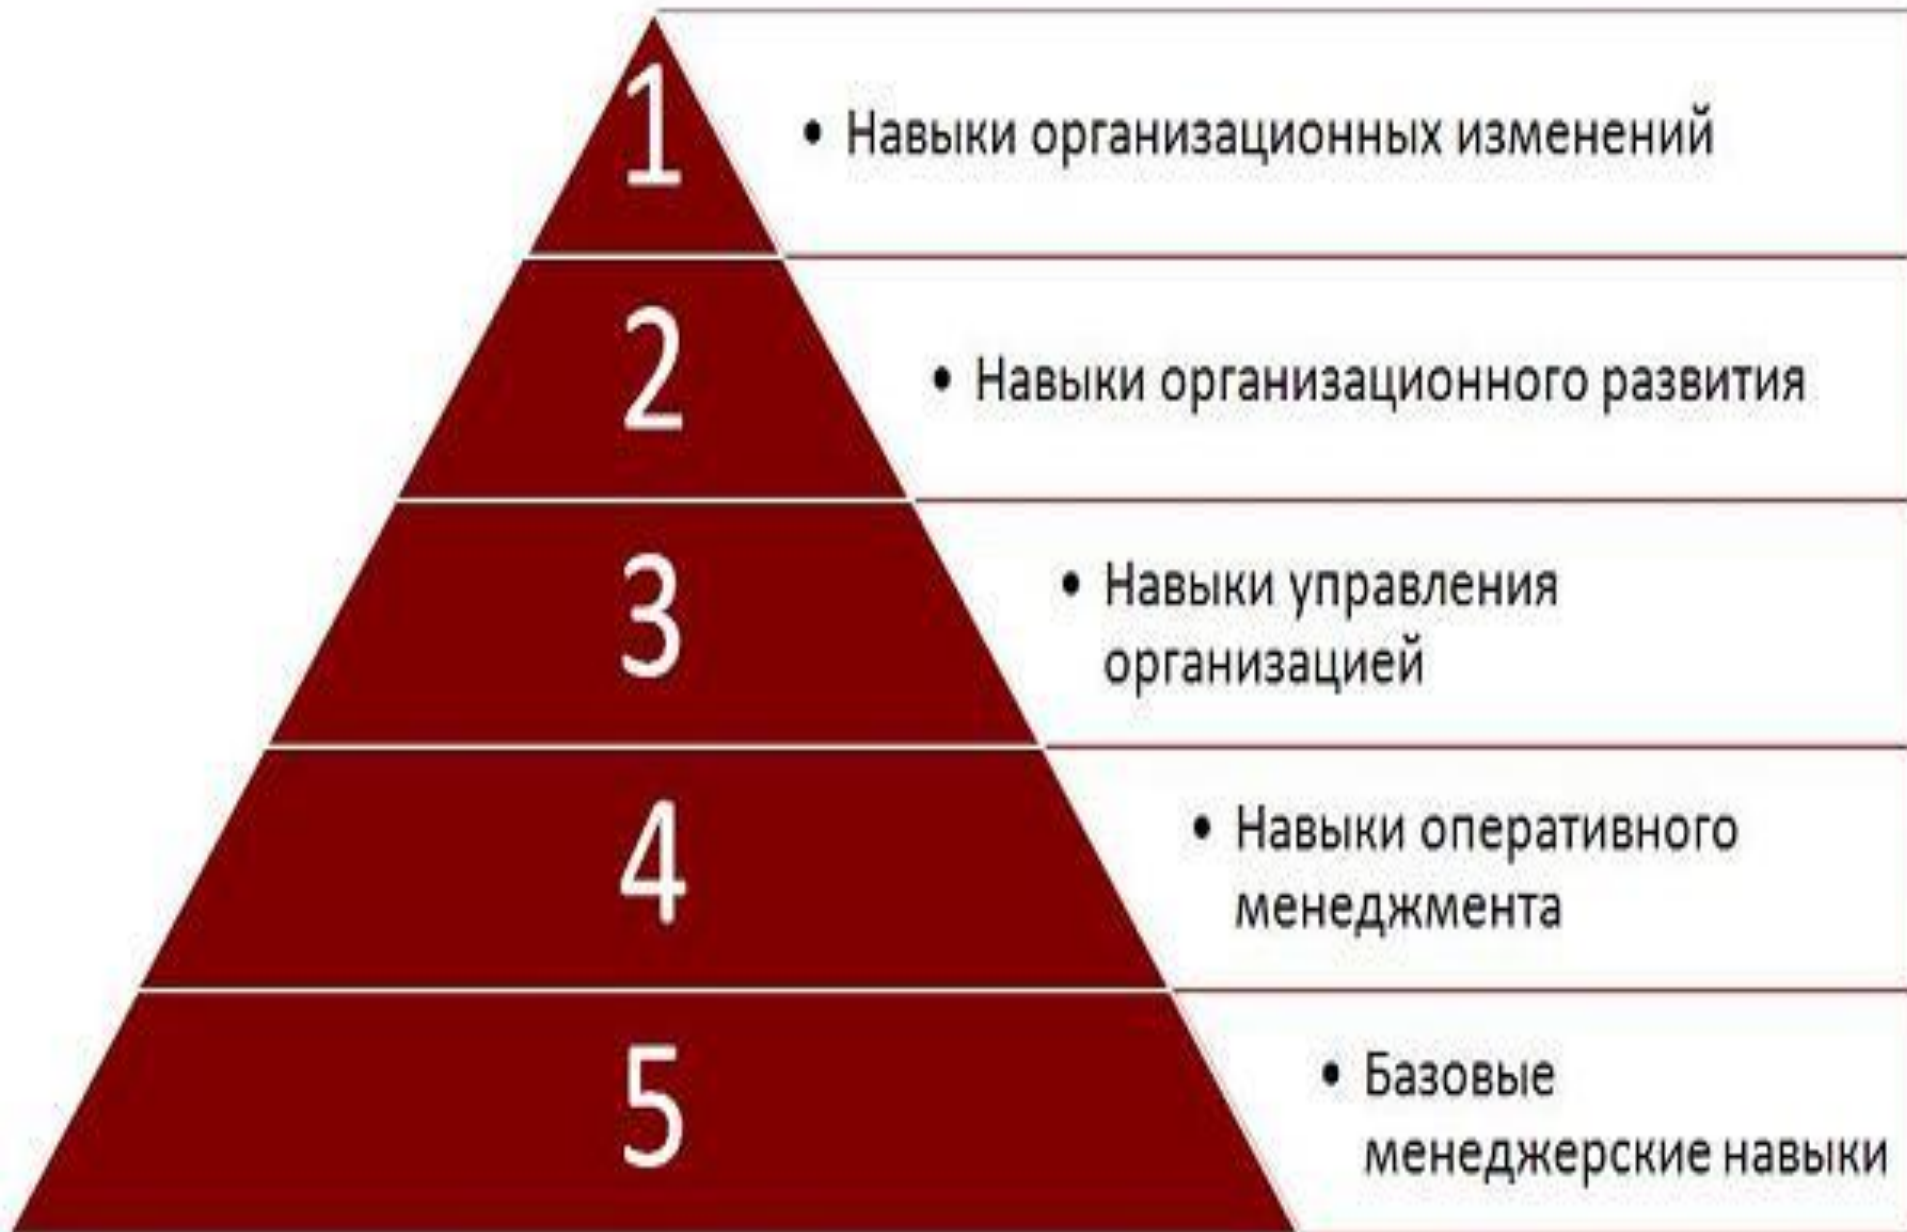 1
• Навыки организационных изменений
2
• Навыки организационного развития
3
• Навыки управления
организацией
4
• Навыки оперативного
менеджмента
5
• Базовые
менеджерские навыки